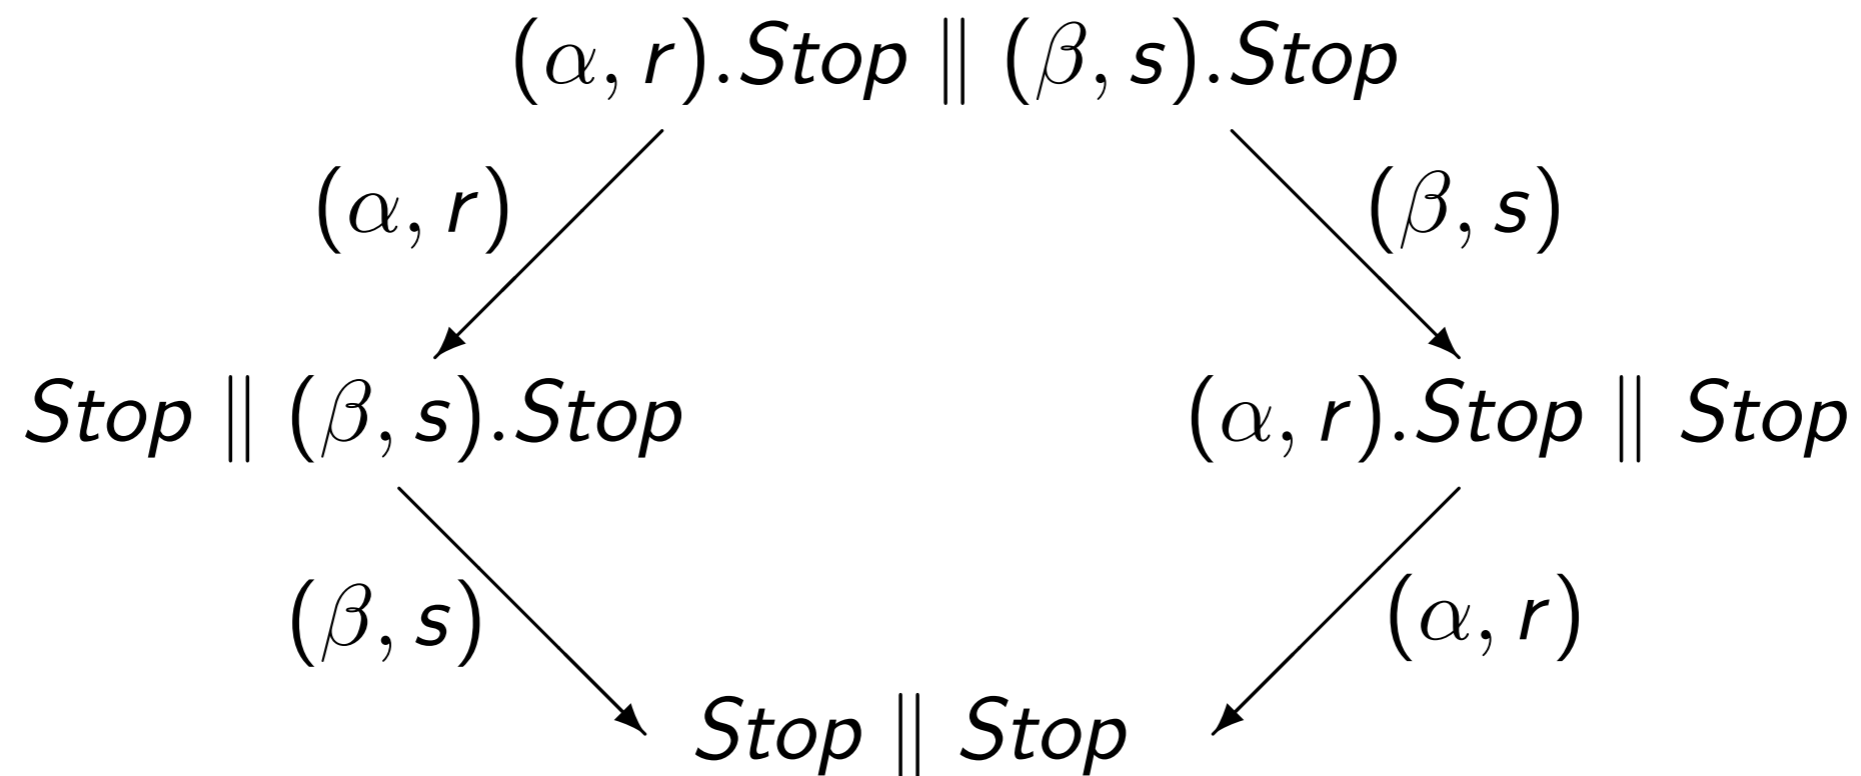 (α, r).Stop ∥ (β, s).Stop
(α, r)
(β, s)
Stop ∥ (β, s).Stop
(α, r).Stop ∥ Stop
(β, s)
(α, r)
Stop ∥ Stop